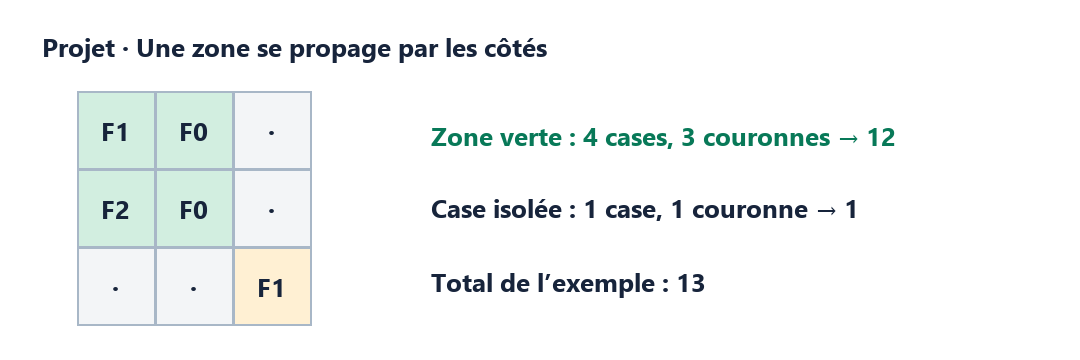 Projet · Une zone se propage par les côtés
F1 F0 ·
F2 F0 ·
· · F1
Zone verte : 4 cases, 3 couronnes → 12
Case isolée : 1 case, 1 couronne → 1
Total de l’exemple : 13